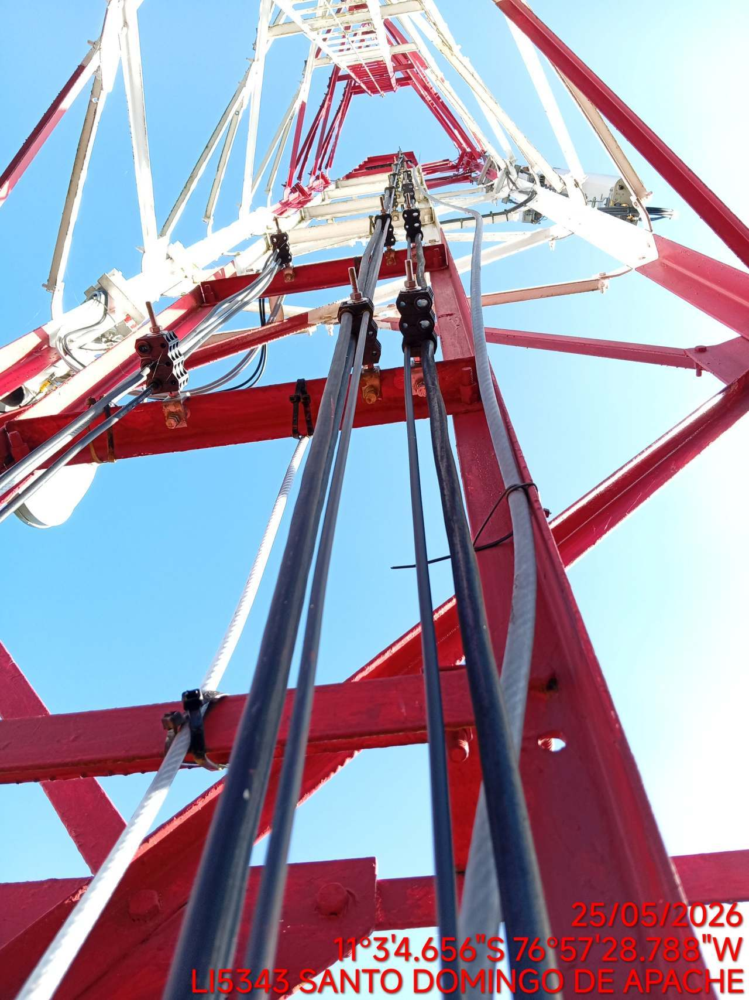 25/05/2026
11°3'4.656"S 76°57'28.788"W
LI5343 SANTO DOMINGO DE APACHE